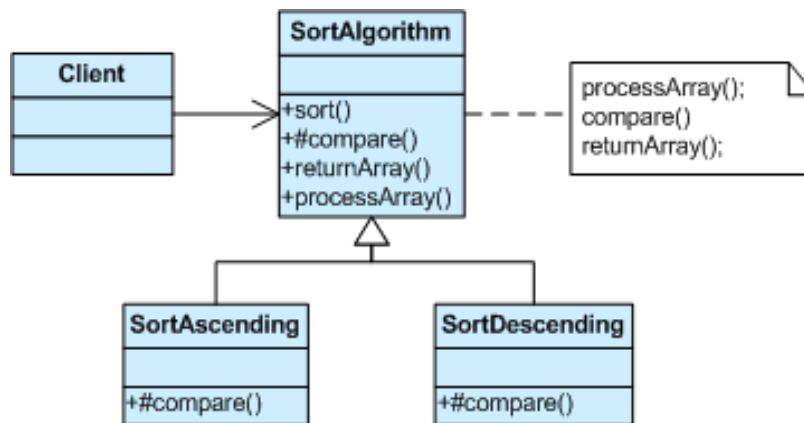 SortAlgorithm
Client
+sort()
+#compare()
+returnArray()
+processArray()
processArray();
compare()
returnArray();
SortAscending
+#compare()
SortDescending
+#compare()